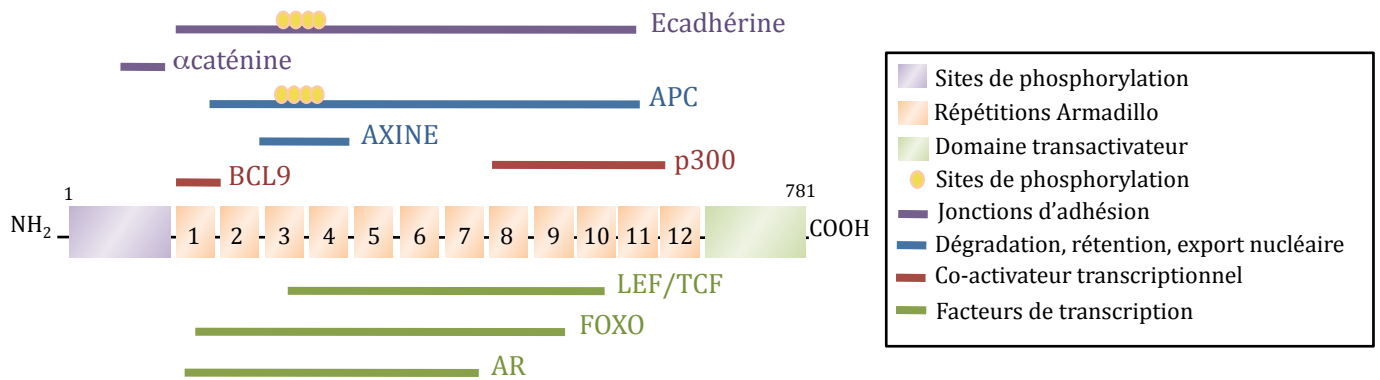 Ecadhérine
αcaténine
APC
AXINE
p300
BCL9
1
781
NH2
1 2 3 4 5 6 7 8 9 10 11 12
COOH
LEF/TCF
FOXO
AR
Sites de phosphorylation
Répétitions Armadillo
Domaine transactivateur
Sites de phosphorylation
Jonctions d'adhésion
Dégradation, rétention, export nucléaire
Co-activateur transcriptionnel
Facteurs de transcription